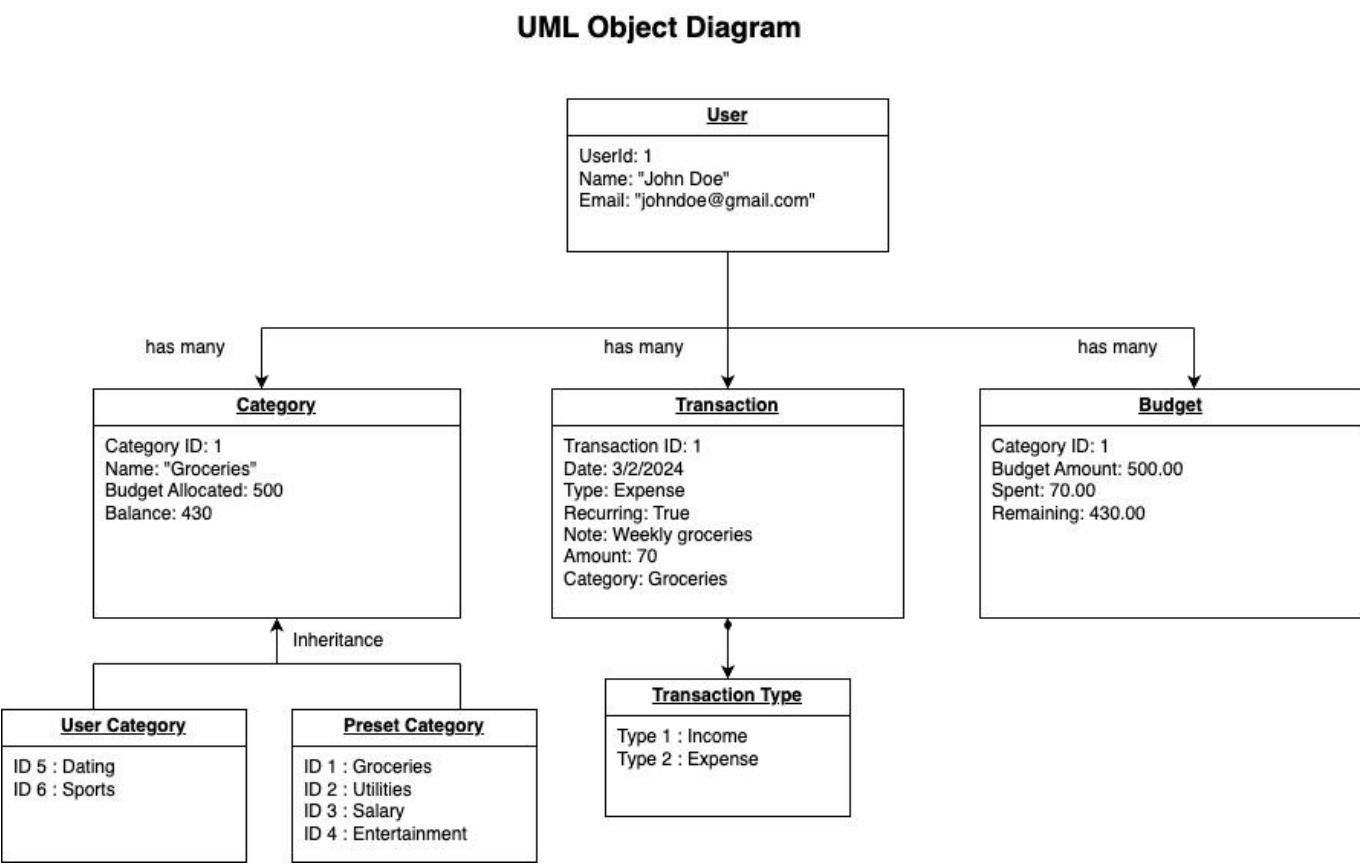 UML Object Diagram
User
UserId: 1
Name: "John Doe"
Email: "johndoe@gmail.com"
has many
has many
has many
Category
Category ID: 1
Name: "Groceries"
Budget Allocated: 500
Balance: 430
Transaction
Transaction ID: 1
Date: 3/2/2024
Type: Expense
Recurring: True
Note: Weekly groceries
Amount: 70
Category: Groceries
Budget
Category ID: 1
Budget Amount: 500.00
Spent: 70.00
Remaining: 430.00
Inheritance
User Category
ID 5 : Dating
ID 6 : Sports
Preset Category
ID 1 : Groceries
ID 2 : Utilities
ID 3 : Salary
ID 4 : Entertainment
Transaction Type
Type 1 : Income
Type 2 : Expense